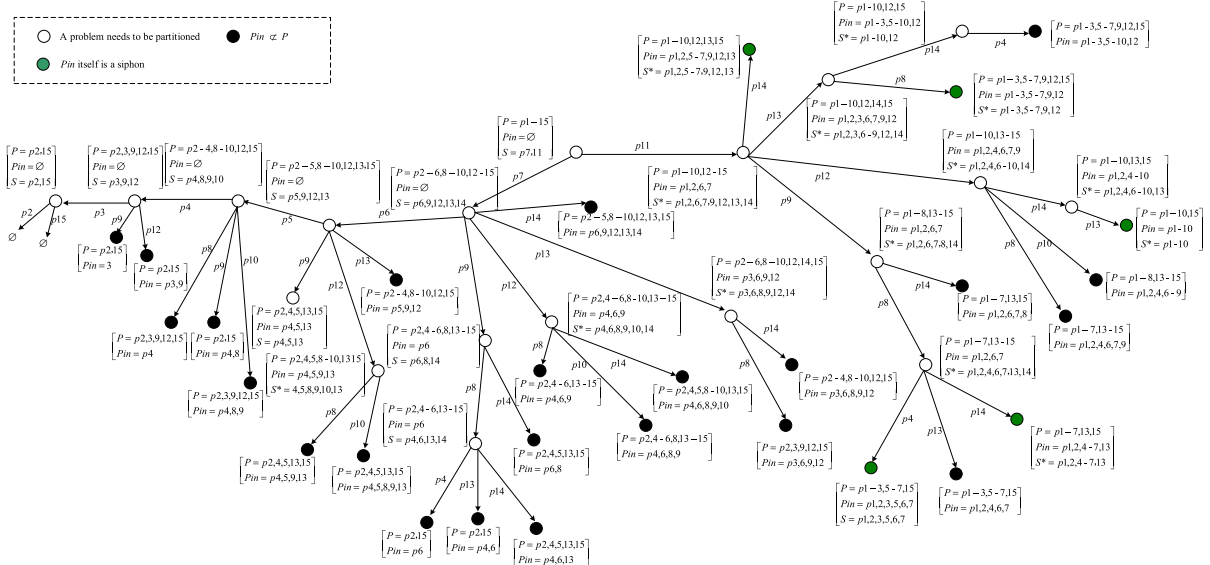 A problem needs to be partitioned
Pin ⊄ P
Pin itself is a siphon
P = p1−10,12,15
Pin = p1−3,5−10,12
S* = p1−10,12
p14
p4
P = p1−3,5−7,9,12,15
Pin = p1−3,5−10,12
P = p1−10,12,13,15
Pin = p1,2,5−7,9,12,13
S* = p1,2,5−7,9,12,13
p14
p13
p8
P = p1−3,5−7,9,12,15
Pin = p1−3,5−7,9,12
S* = p1−3,5−7,9,12
P = p1−10,12,14,15
Pin = p1,2,3,6,7,9,12
S* = p1,2,3,6−9,12,14
P = p1−15
Pin = ∅
S = p7,11
p11
p7
P = p1−10,12−15
Pin = p1,2,6,7
S* = p1,2,6,7,9,12,13,14
p12
p9
P = p1−10,13−15
Pin = p1,2,4,6,7,9
S* = p1,2,4,6−10,14
p14
p8
p10
P = p1−10,13,15
Pin = p1,2,4−10
S* = p1,2,4,6−10,13
p13
P = p1−10,15
Pin = p1−10
S* = p1−10
P = p1−8,13−15
Pin = p1,2,4,6−9
P = p1−7,13−15
Pin = p1,2,4,6,7,9
P = p1−8,13−15
Pin = p1,2,6,7
S* = p1,2,6,7,8,14
p14
p8
P = p1−7,13,15
Pin = p1,2,6,7,8
P = p1−7,13−15
Pin = p1,2,6,7
S* = p1,2,4,6,7,13,14
p4
p13
p14
P = p1−7,13,15
Pin = p1,2,4−7,13
S* = p1,2,4−7,13
P = p1−3,5−7,15
Pin = p1,2,3,5,6,7
S = p1,2,3,5,6,7
P = p1−3,5−7,15
Pin = p1,2,4,6,7
P = p2,15
Pin = ∅
S = p2,15
p2
p15
∅
∅
p3
P = p2,3,9,12,15
Pin = ∅
S = p3,9,12
p9
p12
P = p2,15
Pin = 3
P = p2,15
Pin = p3,9
p4
P = p2−4,8−10,12,15
Pin = ∅
S = p4,8,9,10
p8
p9
p10
P = p2,3,9,12,15
Pin = p4
P = p2,15
Pin = p4,8
P = p2,3,9,12,15
Pin = p4,8,9
p5
P = p2−5,8−10,12,13,15
Pin = ∅
S = p5,9,12,13
p9
p12
p13
P = p2,4,5,13,15
Pin = p4,5,13
S = p4,5,13
P = p2−4,8−10,12,15
Pin = p5,9,12
P = p2,4,5,8−10,13,15
Pin = p4,5,9,13
S* = 4,5,8,9,10,13
p8
p10
P = p2,4,5,13,15
Pin = p4,5,9,13
P = p2,4,5,13,15
Pin = p4,5,8,9,13
p6
P = p2−6,8−10,12−15
Pin = ∅
S = p6,9,12,13,14
p14
P = p2−5,8−10,12,13,15
Pin = p6,9,12,13,14
p9
p12
p13
P = p2,4−6,8,13−15
Pin = p6
S = p6,8,14
p8
p14
P = p2,4,5,13,15
Pin = p6,8
P = p2,4−6,13−15
Pin = p6
S = p4,6,13,14
p4
p13
p14
P = p2,15
Pin = p6
P = p2,15
Pin = p4,6
P = p2,4,5,13,15
Pin = p4,6,13
P = p2,4−6,8−10,13−15
Pin = p4,6,9
S* = p4,6,8,9,10,14
p8
p10
p14
P = p2,4−6,13−15
Pin = p4,6,9
P = p2,4−6,8,13−15
Pin = p4,6,8,9
P = p2,4,5,8−10,13,15
Pin = p4,6,8,9,10
P = p2−6,8−10,12,14,15
Pin = p3,6,9,12
S* = p3,6,8,9,12,14
p14
p8
P = p2−4,8−10,12,15
Pin = p3,6,8,9,12
P = p2,3,9,12,15
Pin = p3,6,9,12